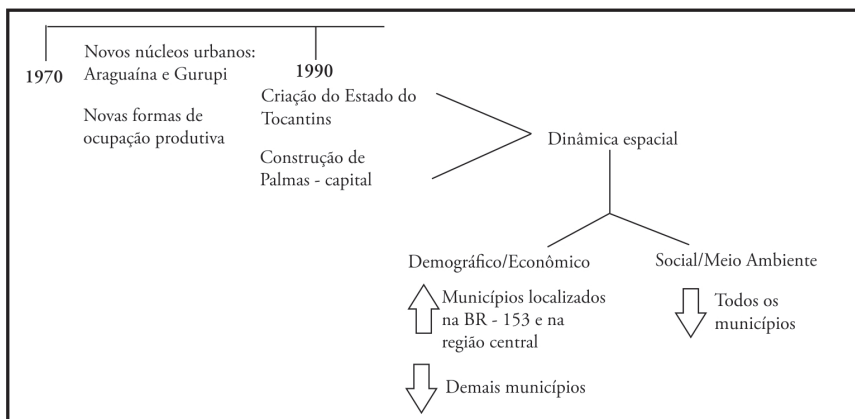 1970
Novos núcleos urbanos:
Araguaína e Gurupi
Novas formas de
ocupação produtiva
1990
Criação do Estado do
Tocantins
Construção de
Palmas - capital
Dinâmica espacial
Demográfico/Econômico
Municípios localizados
na BR - 153 e na
região central
Demais municípios
Social/Meio Ambiente
Todos os
municípios